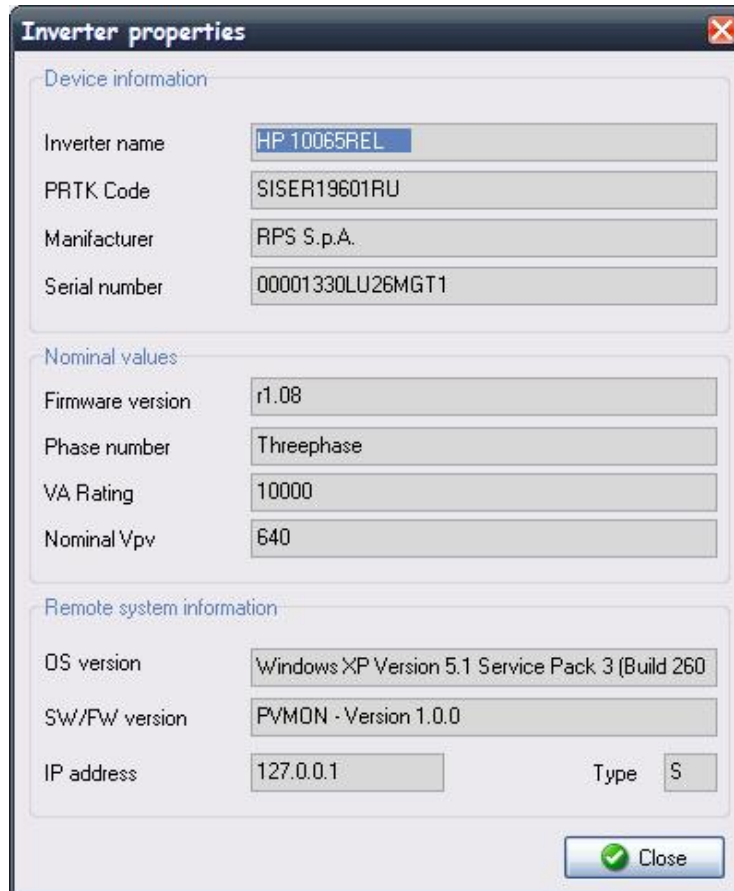 Inverter properties
Device information
Inverter name HP 10065REL
PRTK Code SISER19601RU
Manifacturer RPS S.p.A.
Serial number 00001330LU26MGT1
Nominal values
Firmware version r1.08
Phase number Threephase
VA Rating 10000
Nominal Vpv 640
Remote system information
OS version Windows XP Version 5.1 Service Pack 3 (Build 260
SW/FW version PVMON - Version 1.0.0
IP address 127.0.0.1 Type S
Close